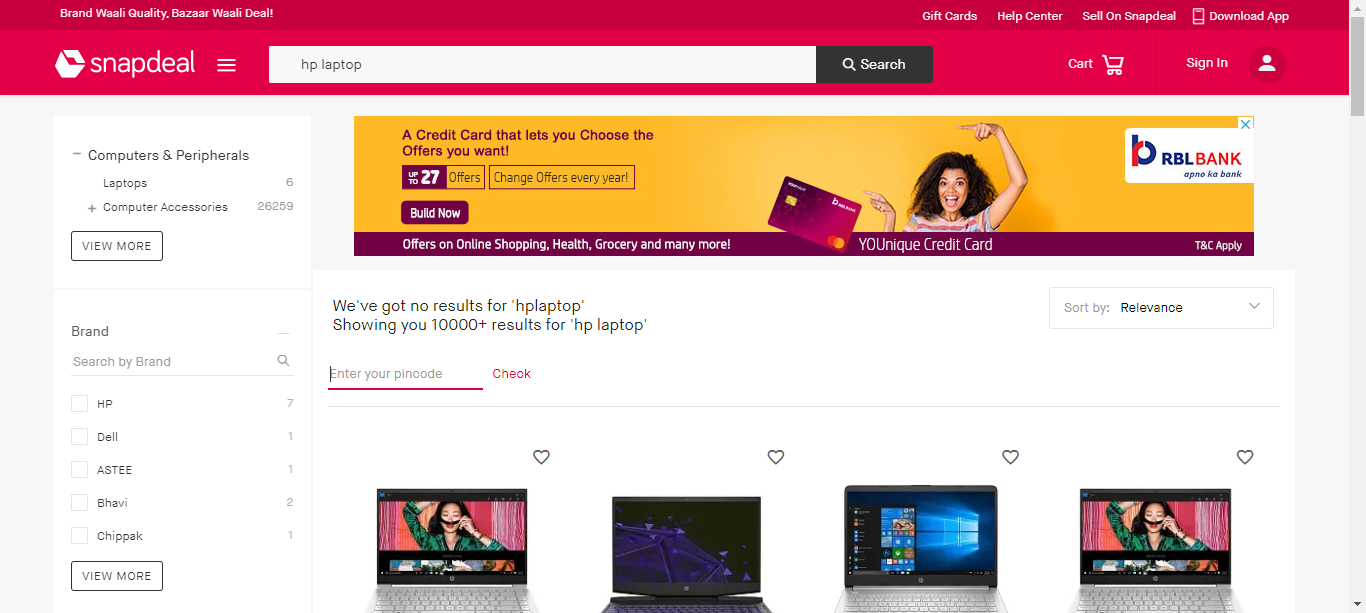 Brand Waali Quality, Bazaar Waali Deal!
Gift Cards
Help Center
Sell On Snapdeal
Download App
snapdeal
hp laptop
Search
Cart
Sign In
Computers & Peripherals
Laptops 6
Computer Accessories 26259
VIEW MORE
Brand
Search by Brand
HP 7
Dell 1
ASTEE 1
Bhavi 2
Chippak 1
VIEW MORE
A Credit Card that lets you Choose the
Offers you want!
UP TO 27 Offers
Change Offers every year!
Build Now
Offers on Online Shopping, Health, Grocery and many more!
YOUnique Credit Card
T&C Apply
RBLBANK
apno ka bank
We've got no results for 'hplaptop'
Showing you 10000+ results for 'hp laptop'
Sort by: Relevance
Enter your pincode
Check